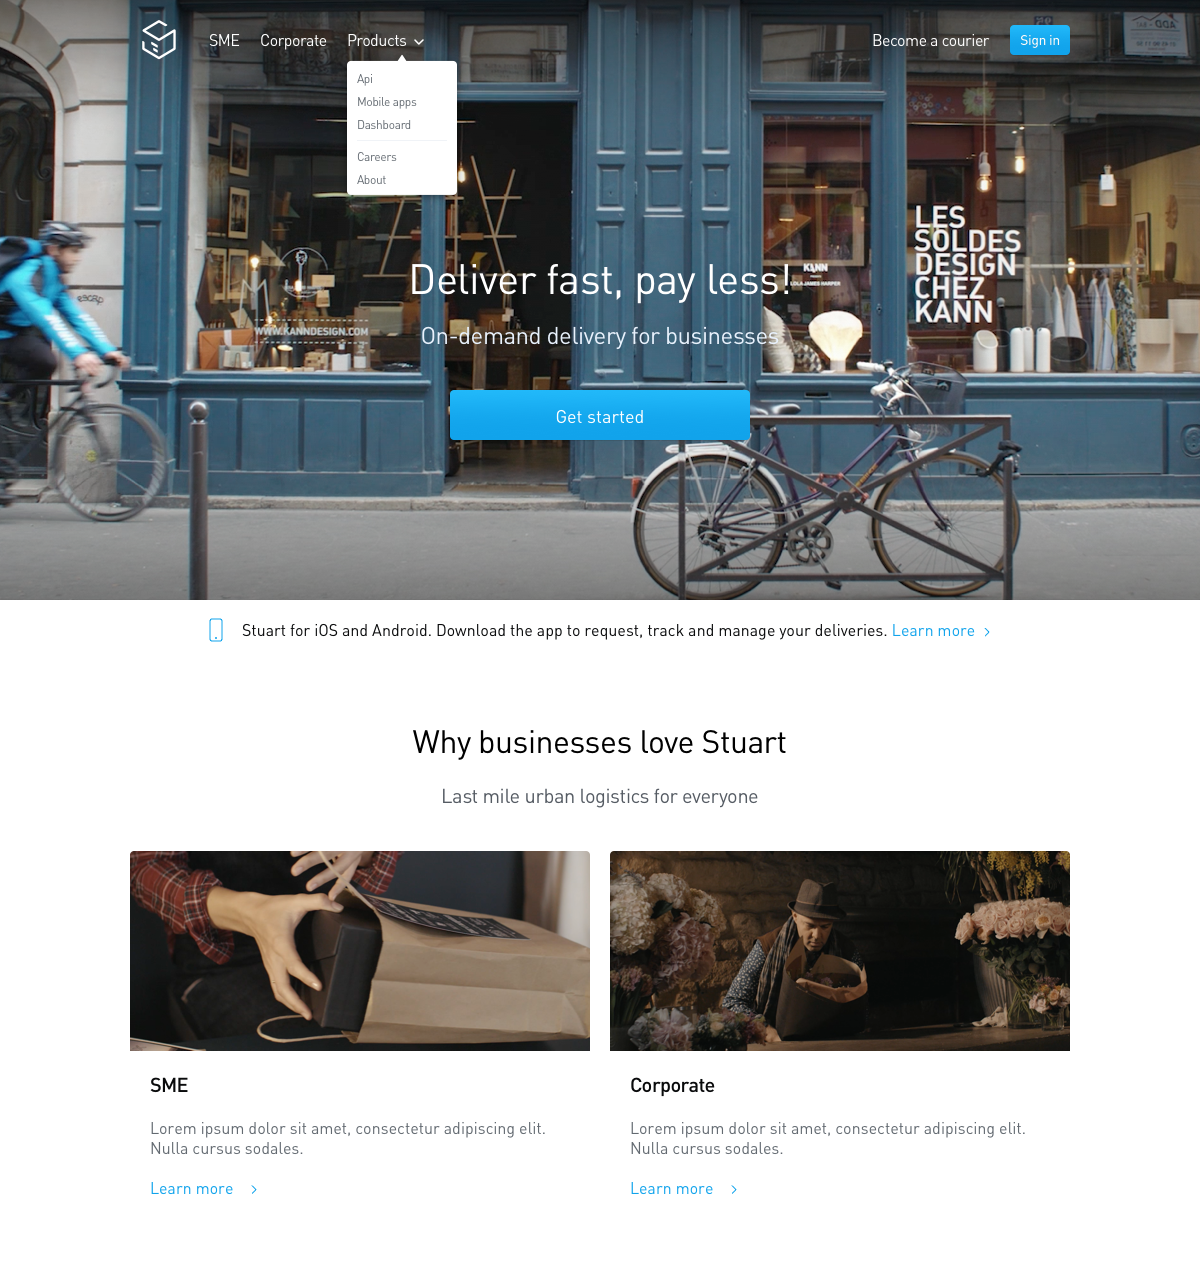 SME Corporate Products
Become a courier Sign in
Api
Mobile apps
Dashboard
Careers
About
LES
SOLDES
DESIGN
CHEZ
KANN
Deliver fast, pay less!
KANN
LOLA JAMES HARPER
WWW.KANNDESIGN.COM
On-demand delivery for businesses
Get started
Stuart for iOS and Android. Download the app to request, track and manage your deliveries. Learn more
Why businesses love Stuart
Last mile urban logistics for everyone
SME
Lorem ipsum dolor sit amet, consectetur adipiscing elit.
Nulla cursus sodales.
Learn more
Corporate
Lorem ipsum dolor sit amet, consectetur adipiscing elit.
Nulla cursus sodales.
Learn more